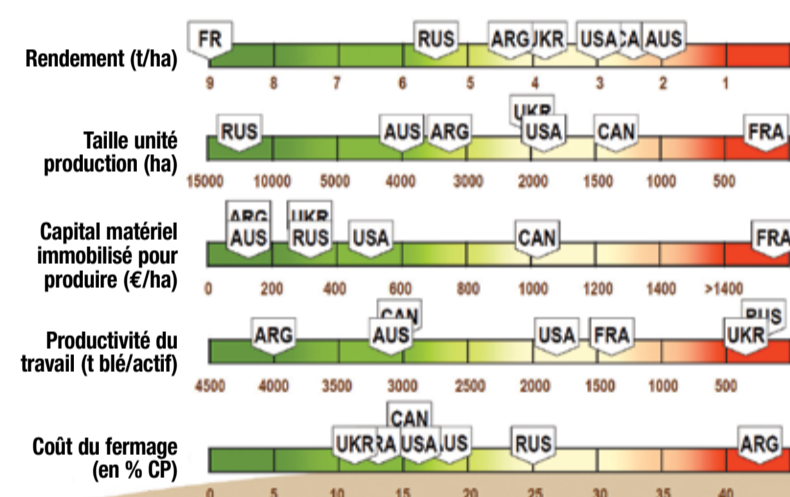 FR RUS ARG UKR USA CA AUS
Rendement (t/ha)
9 8 7 6 5 4 3 2 1
UKR
RUS AUS ARG USA CAN FRA
Taille unité
production (ha)
15000 10000 5000 4000 3000 2000 1500 1000 500
ARG UKR
AUS RUS USA CAN FRA
Capital matériel
immobilisé pour
produire (€/ha)
0 200 400 600 800 1000 1200 1400 >1400
CAN RUS
ARG AUS USA FRA UKR
Productivité du
travail (t blé/actif)
4500 4000 3500 3000 2500 2000 1500 1000 500
CAN
UKR RA USA US RUS ARG
Coût du fermage
(en % CP)
0 5 10 15 20 25 30 35 40